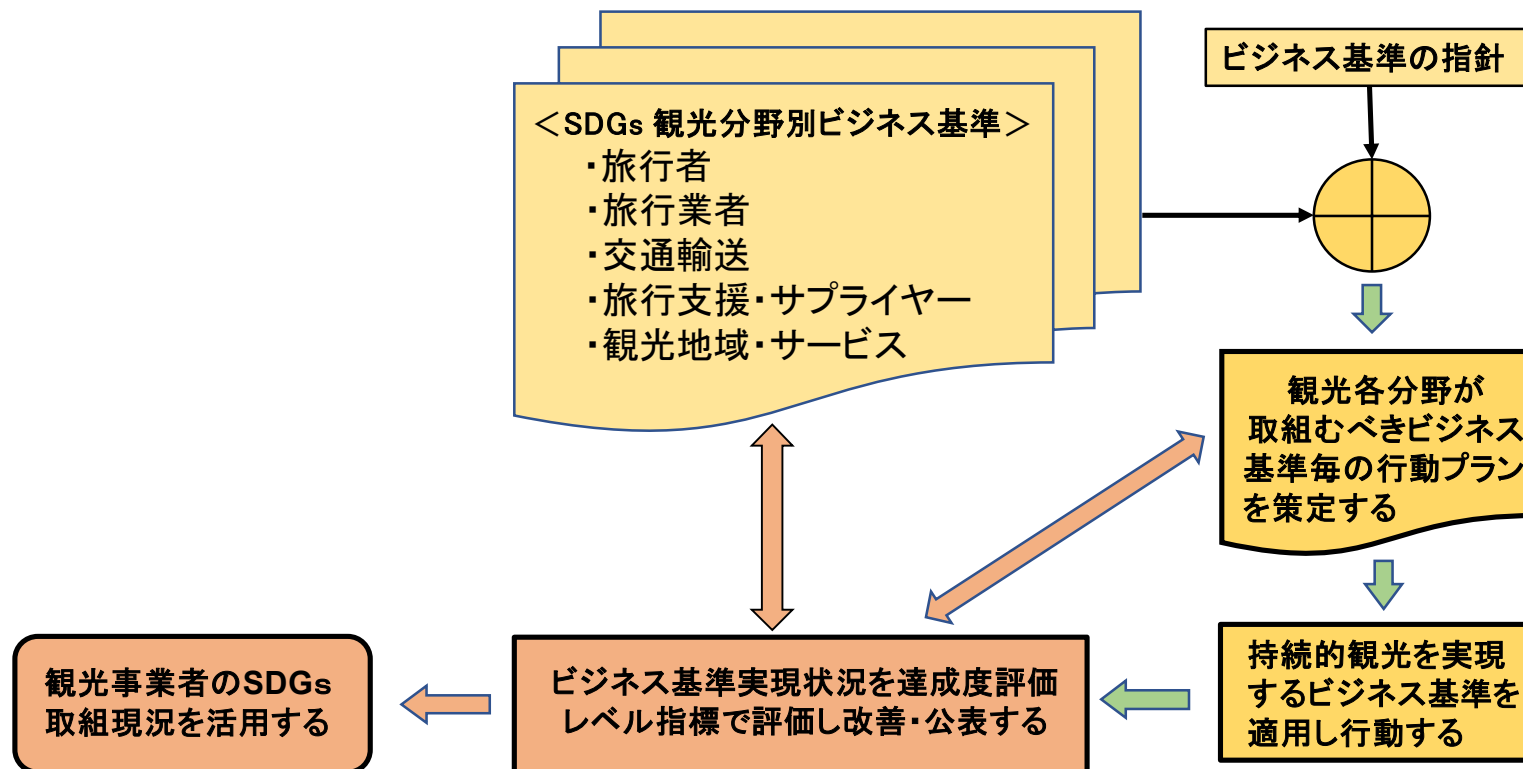 ビジネス基準の指針
＜SDGs 観光分野別ビジネス基準＞
・旅行者
・旅行業者
・交通輸送
・旅行支援・サプライヤー
・観光地域・サービス
観光各分野が
取組むべきビジネス
基準毎の行動プラン
を策定する
持続的観光を実現
するビジネス基準を
適用し行動する
ビジネス基準実現状況を達成度評価
レベル指標で評価し改善・公表する
観光事業者のSDGs
取組現況を活用する